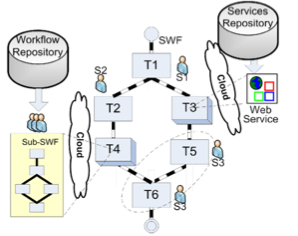 Services
Repository
Workflow
Repository
SWF
T1
S2
S1
Cloud
T2
T3
Web
Service
Sub-SWF
Cloud
T4
T5
S3
T6
S3